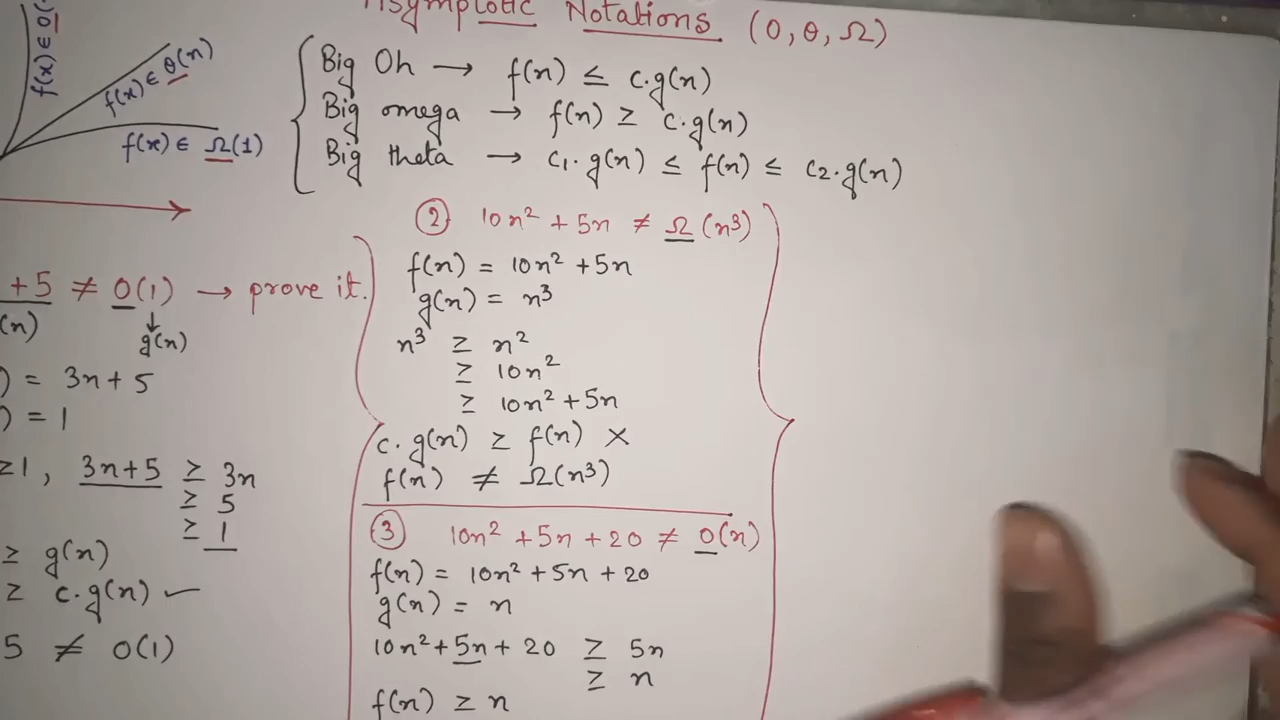 Asymptotic Notations (O, θ, Ω)
f(x) ∈ O(
f(x) ∈ θ(n)
f(x) ∈ Ω(1)
Big Oh → f(n) ≤ c.g(n)
Big omega → f(n) ≥ c.g(n)
Big theta → c₁.g(n) ≤ f(n) ≤ c₂.g(n)
+5 ≠ O(1) → prove it.
(n)
g(n)
) = 3n+5
) = 1
≥1, 3n+5 ≥ 3n
≥ 5
≥ 1
≥ g(n)
≥ c.g(n) ✓
5 ≠ O(1)
② 10n² + 5n ≠ Ω(n³)
f(n) = 10n² + 5n
g(n) = n³
n³ ≥ n²
≥ 10n²
≥ 10n² + 5n
c.g(n) ≥ f(n) ×
f(n) ≠ Ω(n³)
③ 10n² + 5n + 20 ≠ O(n)
f(n) = 10n² + 5n + 20
g(n) = n
10n² + 5n + 20 ≥ 5n
≥ n
f(n) ≥ n